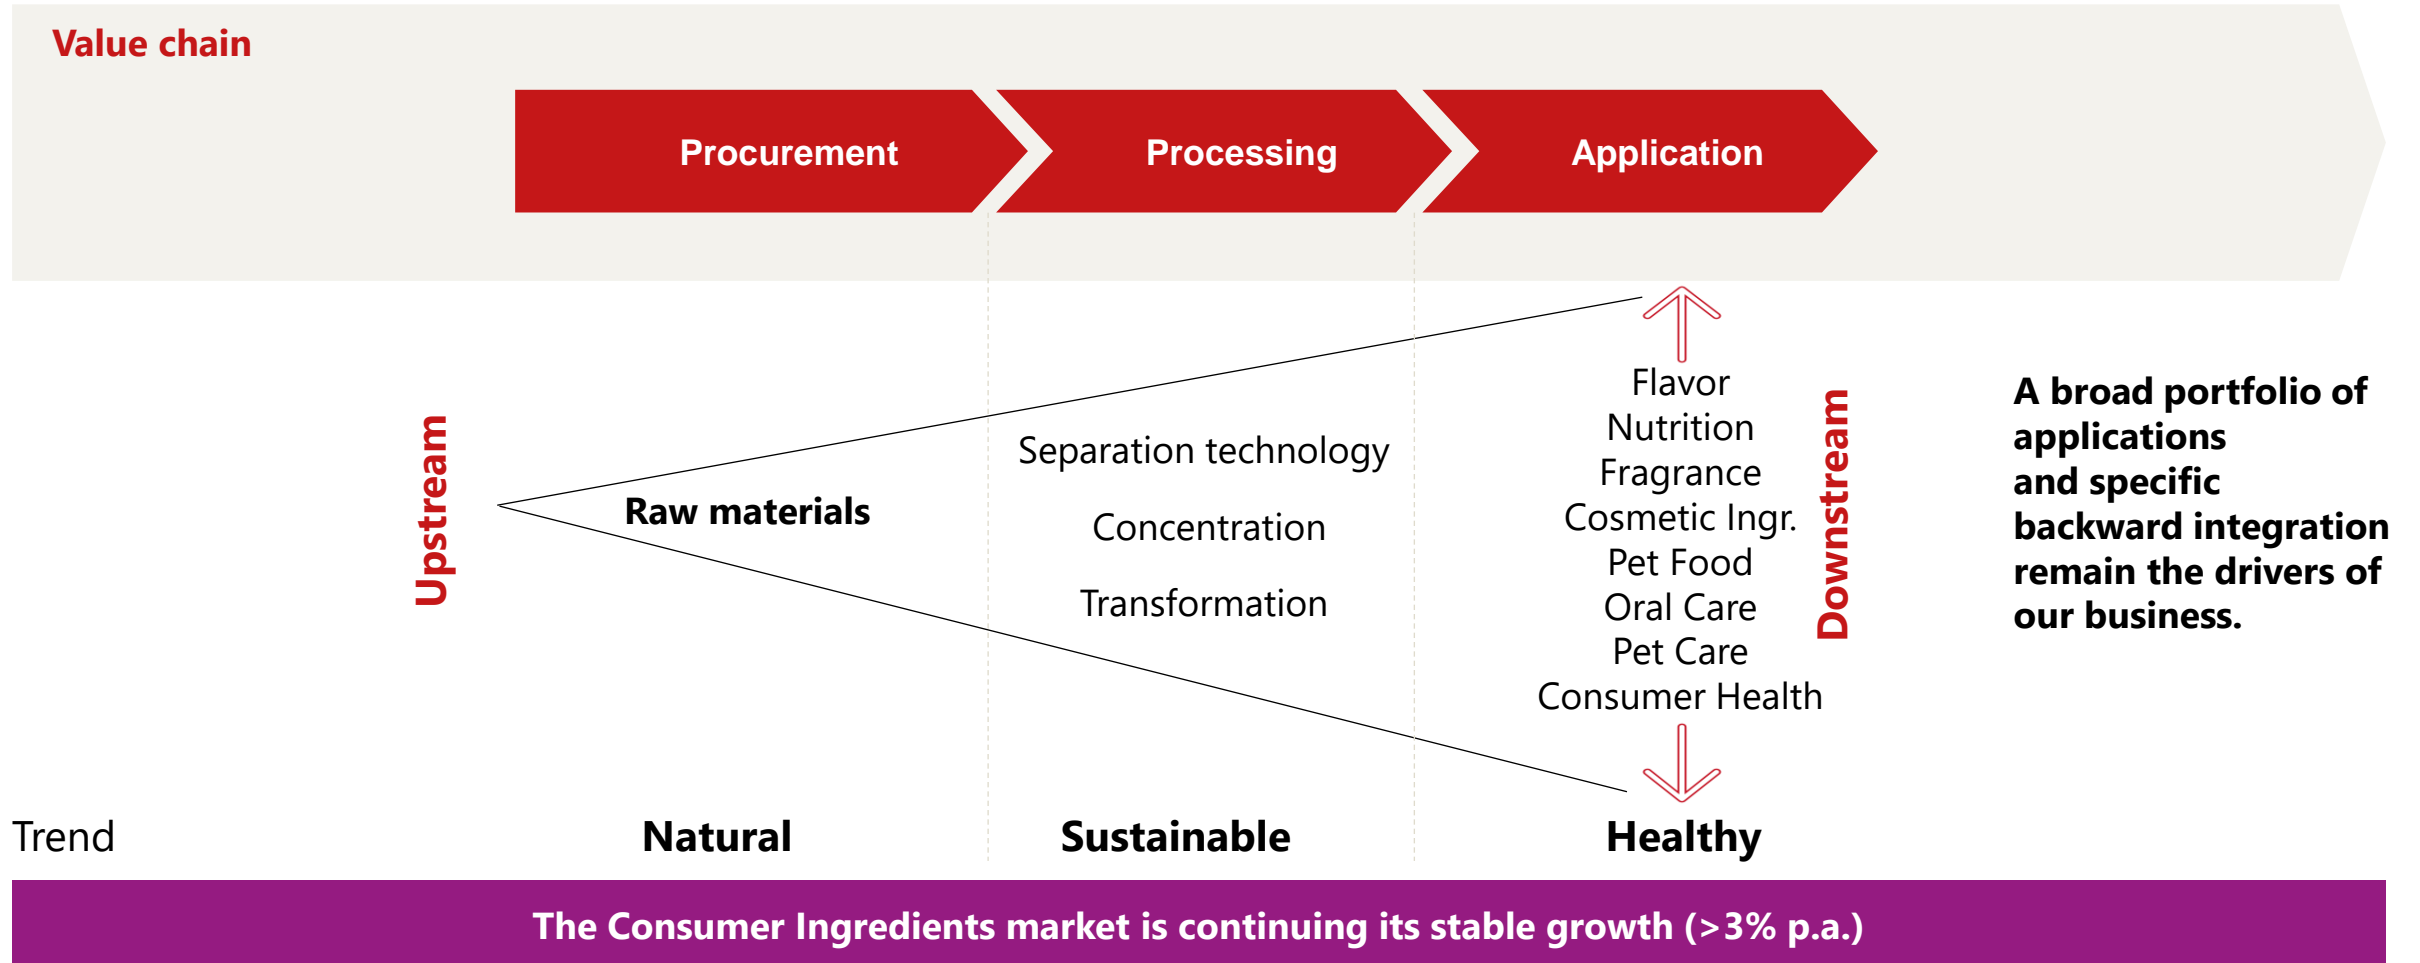 Value chain
Procurement
Processing
Application
Upstream
Raw materials
Separation technology
Concentration
Transformation
Flavor
Nutrition
Fragrance
Cosmetic Ingr.
Pet Food
Oral Care
Pet Care
Consumer Health
Downstream
A broad portfolio of
applications
and specific
backward integration
remain the drivers of
our business.
Trend
Natural
Sustainable
Healthy
The Consumer Ingredients market is continuing its stable growth (>3% p.a.)